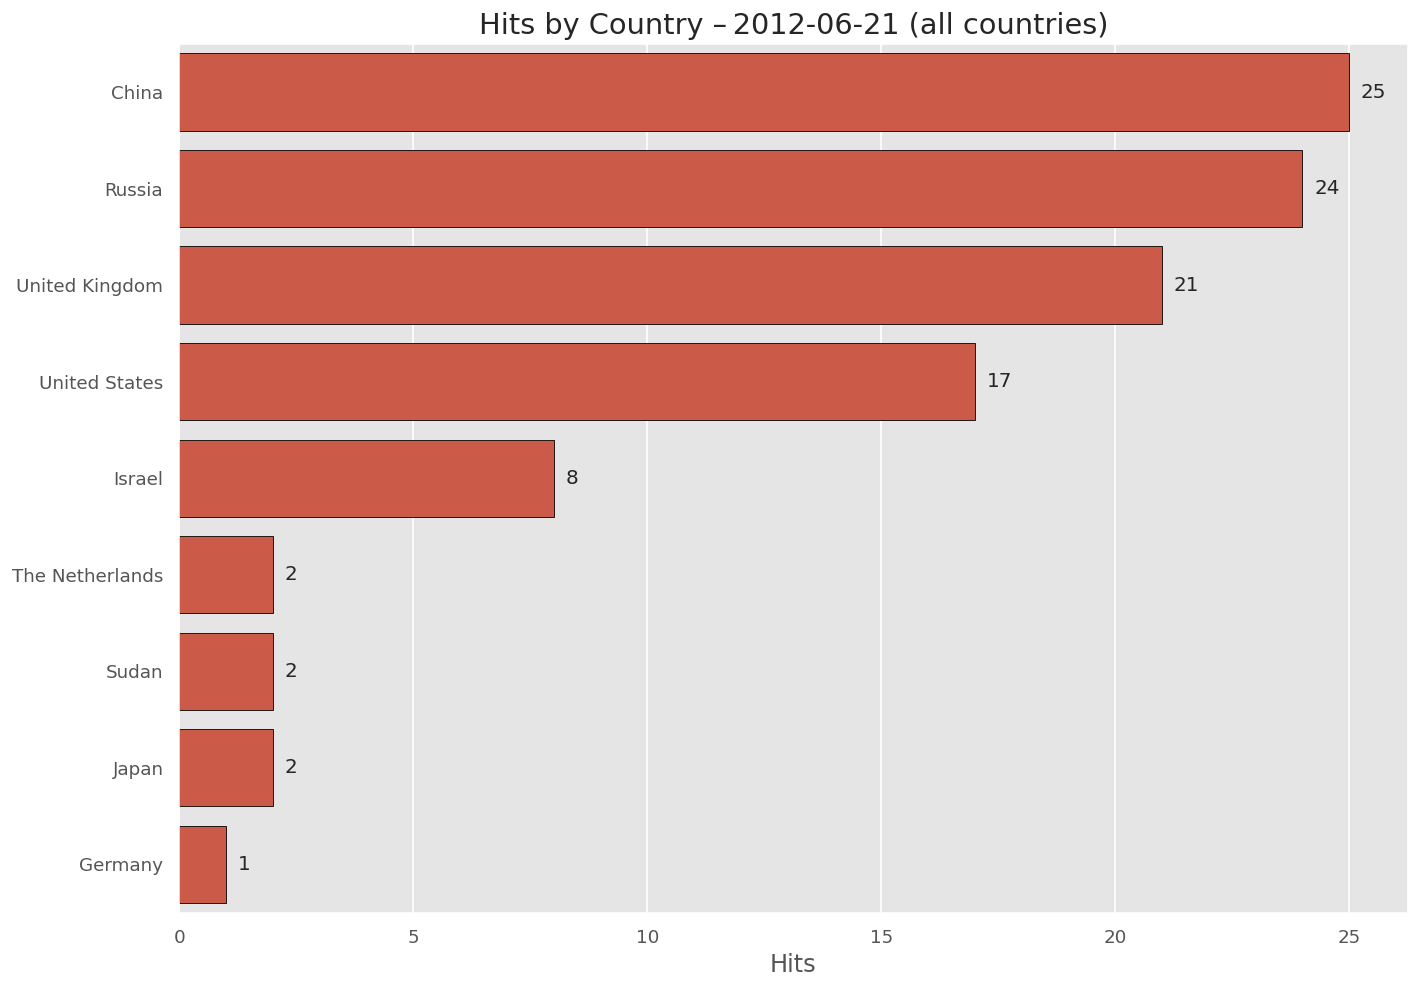 Hits by Country – 2012-06-21 (all countries)
China 25
Russia 24
United Kingdom 21
United States 17
Israel 8
The Netherlands 2
Sudan 2
Japan 2
Germany 1
0 5 10 15 20 25
Hits